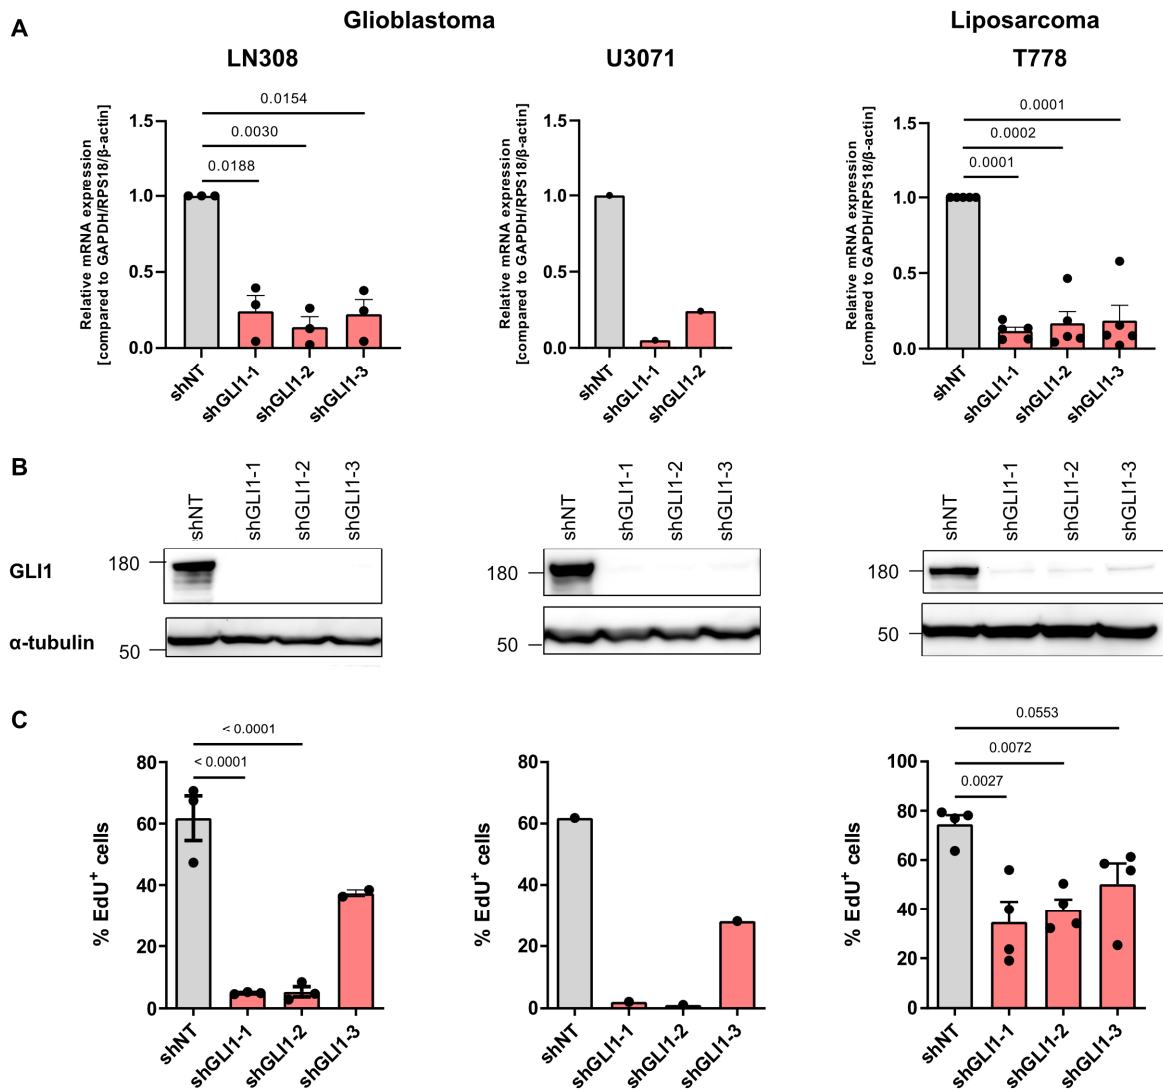 A
Glioblastoma
Liposarcoma
LN308
U3071
T778
Relative mRNA expression
[compared to GAPDH/RPS18/β-actin]
1.5
1.0
0.5
0.0
0.0154
0.0030
0.0188
shNT
shGLI1-1
shGLI1-2
shGLI1-3
Relative mRNA expression
[compared to GAPDH/RPS18/β-actin]
1.5
1.0
0.5
0.0
shNT
shGLI1-1
shGLI1-2
Relative mRNA expression
[compared to GAPDH/RPS18/β-actin]
1.5
1.0
0.5
0.0
0.0001
0.0002
0.0001
shNT
shGLI1-1
shGLI1-2
shGLI1-3
B
shNT
shGLI1-1
shGLI1-2
shGLI1-3
shNT
shGLI1-1
shGLI1-2
shGLI1-3
shNT
shGLI1-1
shGLI1-2
shGLI1-3
GLI1
180
180
180
α-tubulin
50
50
50
C
% EdU+ cells
80
60
40
20
0
< 0.0001
< 0.0001
shNT
shGLI1-1
shGLI1-2
shGLI1-3
% EdU+ cells
80
60
40
20
0
shNT
shGLI1-1
shGLI1-2
shGLI1-3
% EdU+ cells
100
80
60
40
20
0
0.0553
0.0072
0.0027
shNT
shGLI1-1
shGLI1-2
shGLI1-3